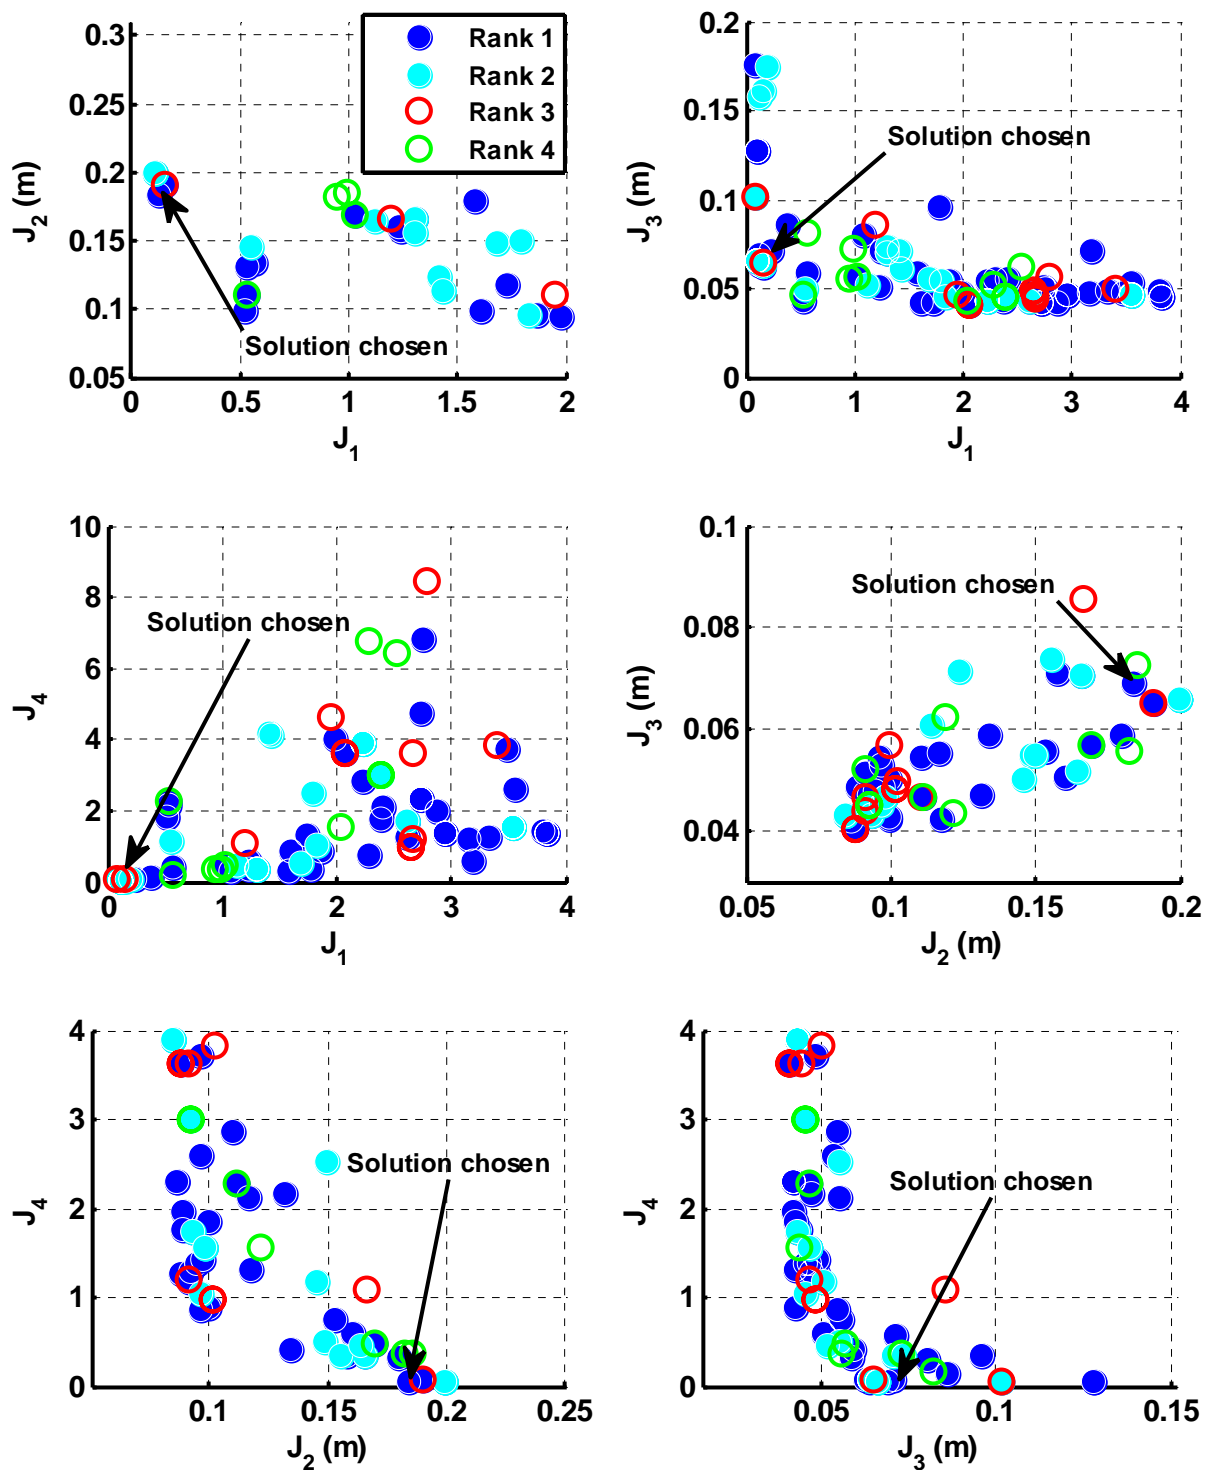 0.3
0.25
0.2
0.15
0.1
0.05
0
0.5
1
1.5
2
J2 (m)
J1
Rank 1
Rank 2
Rank 3
Rank 4
Solution chosen
0.2
0.15
0.1
0.05
0
0
1
2
3
4
J3 (m)
J1
Solution chosen
10
8
6
4
2
0
0
1
2
3
4
J4
J1
Solution chosen
0.1
0.08
0.06
0.04
0.05
0.1
0.15
0.2
J3 (m)
J2 (m)
Solution chosen
4
3
2
1
0
0.1
0.15
0.2
0.25
J4
J2 (m)
Solution chosen
4
3
2
1
0
0.05
0.1
0.15
J4
J3 (m)
Solution chosen